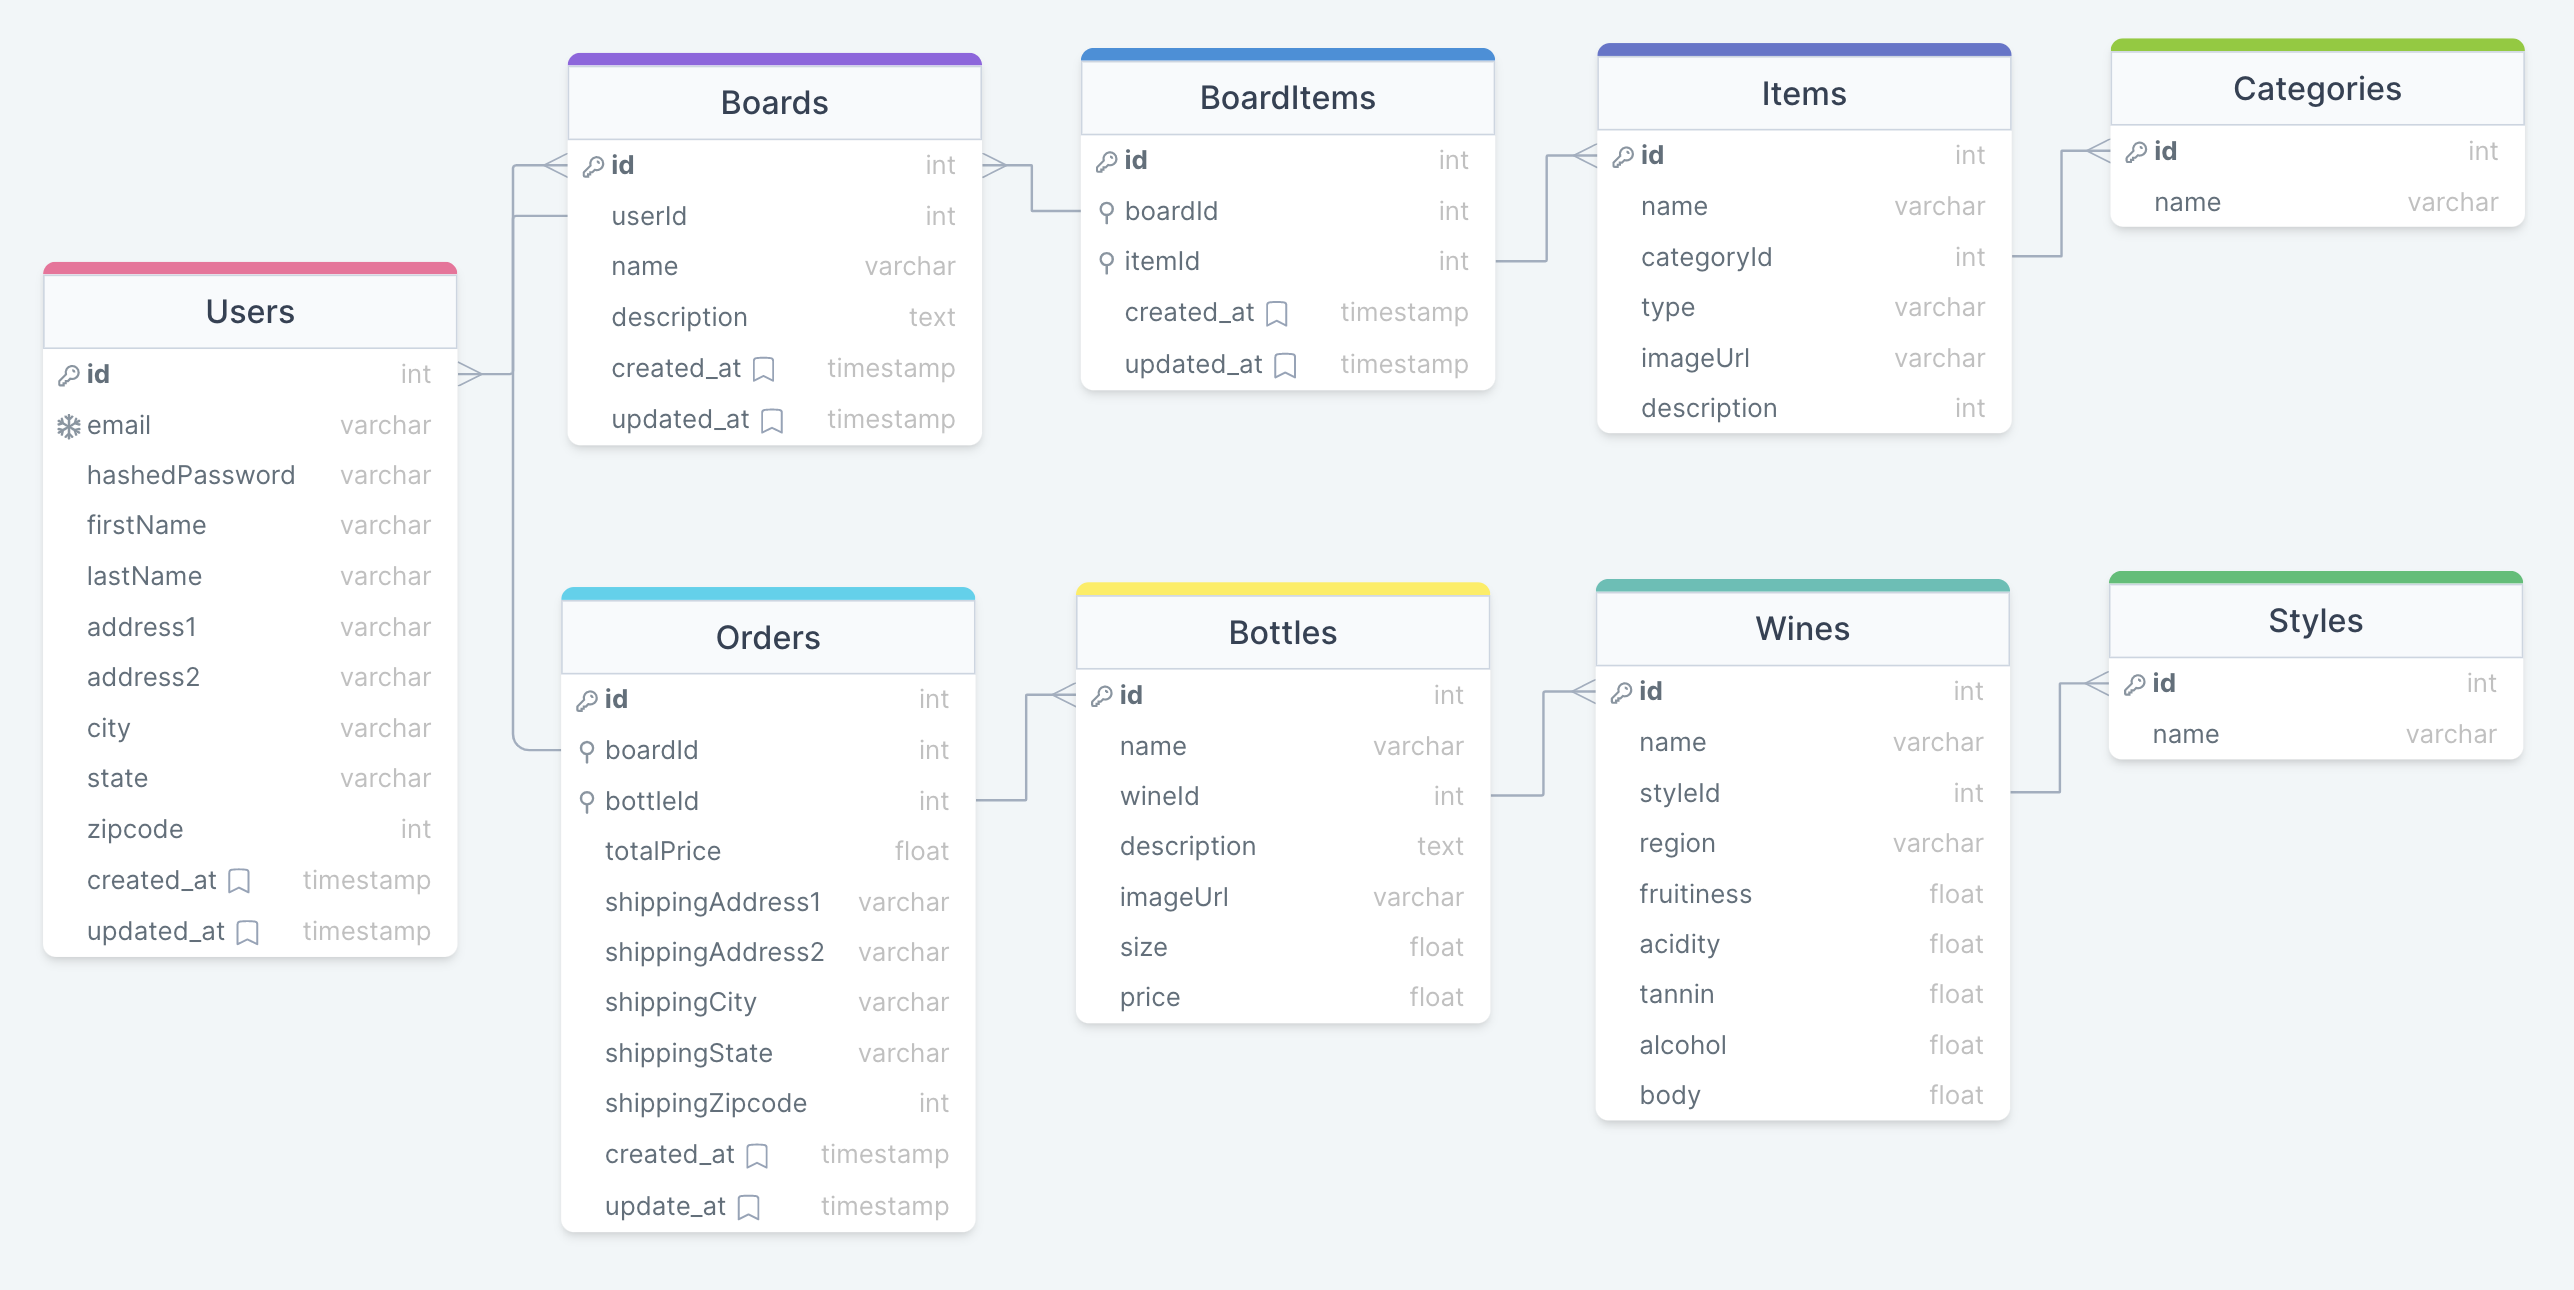 Users
id int
email varchar
hashedPassword varchar
firstName varchar
lastName varchar
address1 varchar
address2 varchar
city varchar
state varchar
zipcode int
created_at timestamp
updated_at timestamp
Boards
id int
userId int
name varchar
description text
created_at timestamp
updated_at timestamp
BoardItems
id int
boardId int
itemId int
created_at timestamp
updated_at timestamp
Items
id int
name varchar
categoryId int
type varchar
imageUrl varchar
description int
Categories
id int
name varchar
Orders
id int
boardId int
bottleId int
totalPrice float
shippingAddress1 varchar
shippingAddress2 varchar
shippingCity varchar
shippingState varchar
shippingZipcode int
created_at timestamp
update_at timestamp
Bottles
id int
name varchar
wineId int
description text
imageUrl varchar
size float
price float
Wines
id int
name varchar
styleId int
region varchar
fruitiness float
acidity float
tannin float
alcohol float
body float
Styles
id int
name varchar